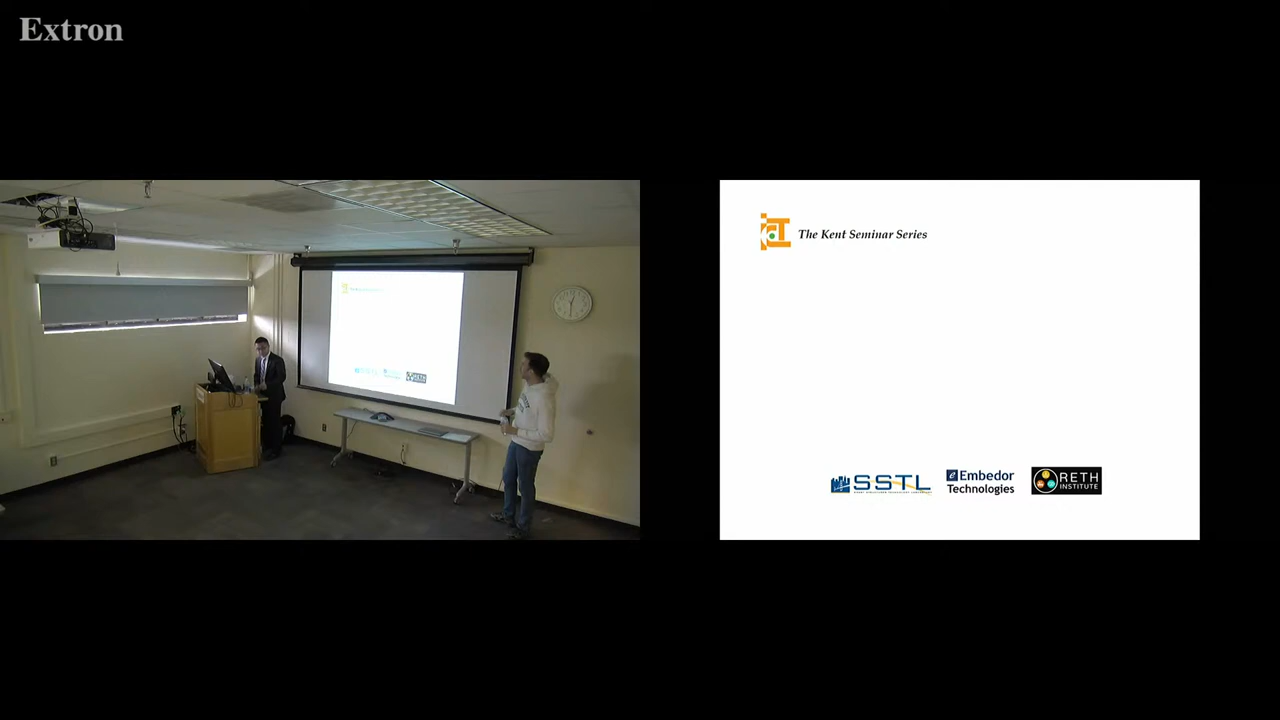 Extron
The Kent Seminar Series
SSTL
Embedor
Technologies
RETH
INSTITUTE